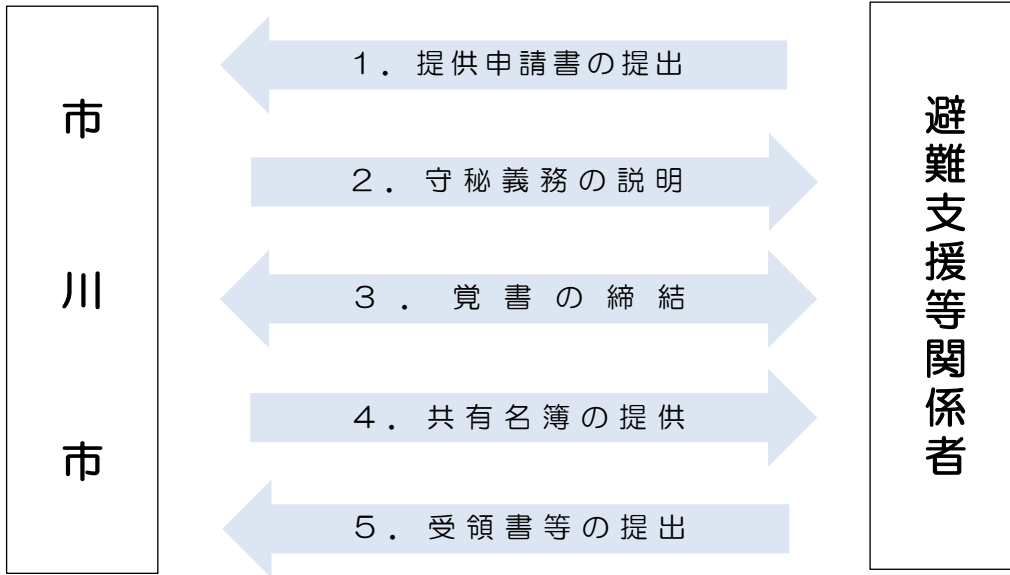 市川市
１．提供申請書の提出
２．守秘義務の説明
３．覚書の締結
４．共有名簿の提供
５．受領書等の提出
避難支援等関係者